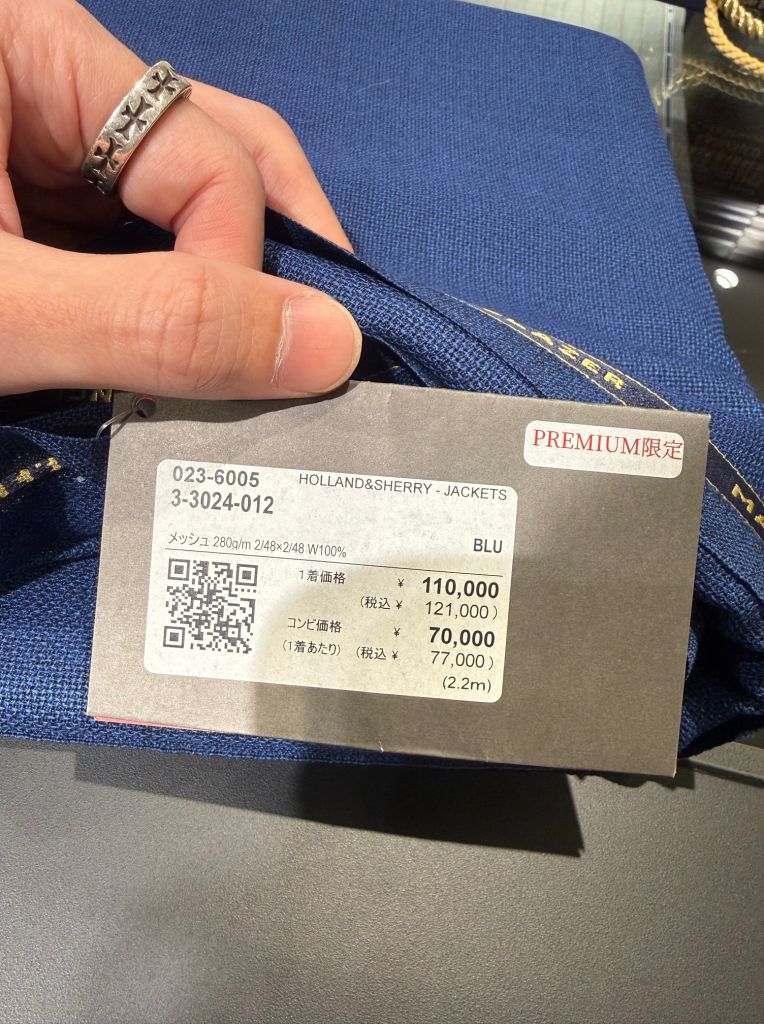 LAZER
PREMIUM限定
023-6005
HOLLAND&SHERRY - JACKETS
3-3024-012
メッシュ 280g/m 2/48×2/48 W100%
BLU
1着価格 ¥ 110,000
(税込 ¥ 121,000 )
コンビ価格 ¥ 70,000
(1着あたり) (税込 ¥ 77,000 )
(2.2m)